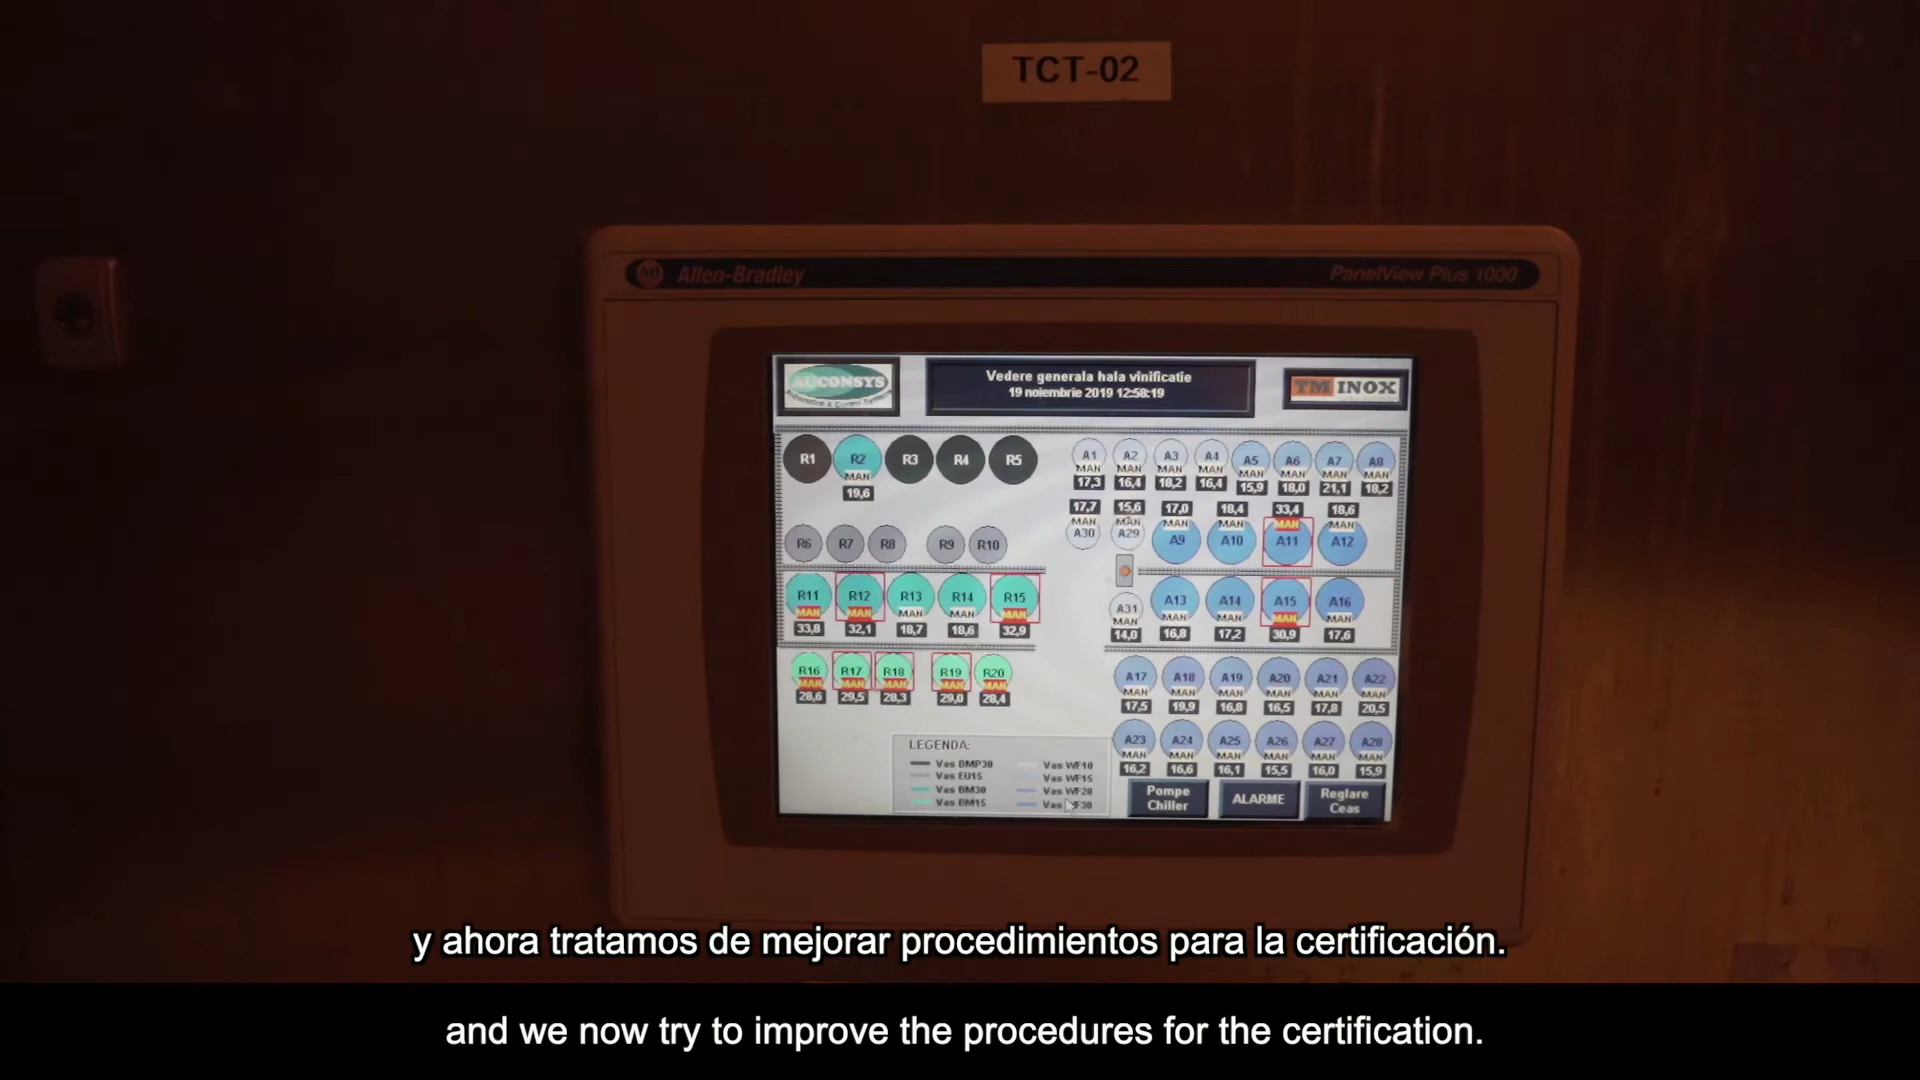 TCT-02
AB Allen-Bradley
PanelView Plus 1000
AUCONSYS
Vedere generala hala vinificatie
19 noiembrie 2019 12:58:19
TM INOX
R1 R2 R3 R4 R5
MAN
19,6
A1 A2 A3 A4 A5 A6 A7 A8
MAN MAN MAN MAN MAN MAN MAN MAN
17,3 16,4 18,2 16,4 15,9 18,0 21,1 18,2
17,7 15,6 17,0 18,4 33,4 18,6
MAN MAN MAN MAN MAN MAN
A30 A29 A9 A10 A11 A12
R6 R7 R8 R9 R10
R11 R12 R13 R14 R15
MAN MAN MAN MAN MAN
33,8 32,1 18,7 18,6 32,9
A31 A13 A14 A15 A16
MAN MAN MAN MAN MAN
14,0 16,8 17,2 30,9 17,6
R16 R17 R18 R19 R20
MAN MAN MAN MAN MAN
28,6 29,5 28,3 29,0 28,4
A17 A18 A19 A20 A21 A22
MAN MAN MAN MAN MAN MAN
17,5 19,9 16,8 16,5 17,8 20,5
A23 A24 A25 A26 A27 A28
MAN MAN MAN MAN MAN MAN
16,2 16,6 16,1 15,5 16,0 15,9
LEGENDA:
Vas BMP30 Vas WF10
Vas EU15 Vas WF15
Vas BM30 Vas WF20
Vas BM15 Vas
Pompe
Chiller
ALARME
Reglare
Ceas
y ahora tratamos de mejorar procedimientos para la certificación.
and we now try to improve the procedures for the certification.